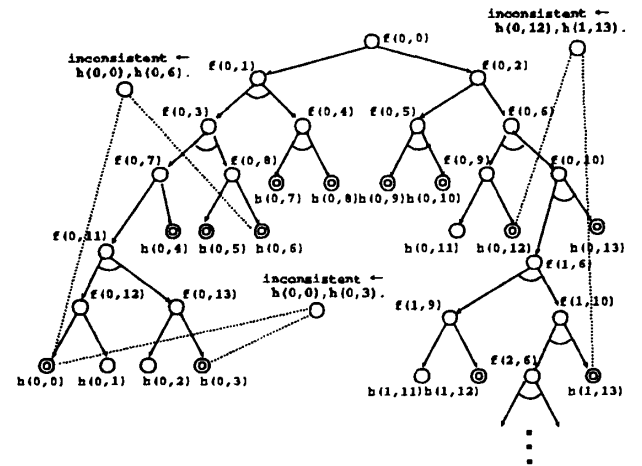 inconsistent ←
h(0,12),h(1,13).
f(0,0)
inconsistent ←
h(0,0),h(0,6).
f(0,1)
f(0,2)
f(0,3)
f(0,4)
f(0,5)
f(0,6)
f(0,7)
f(0,8)
f(0,9)
f(0,10)
h(0,7)
h(0,8)
h(0,9)
h(0,10)
f(0,11)
h(0,4)
h(0,5)
h(0,6)
h(0,11)
h(0,12)
h(0,13)
inconsistent ←
h(0,0),h(0,3).
f(1,6)
f(0,12)
f(0,13)
f(1,9)
f(1,10)
f(2,6)
h(0,0)
h(0,1)
h(0,2)
h(0,3)
h(1,11)
h(1,12)
h(1,13)